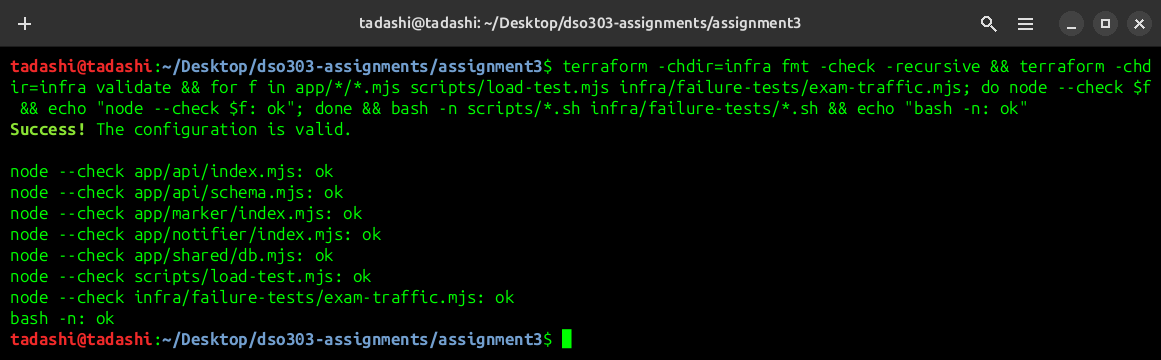 tadashi@tadashi: ~/Desktop/dso303-assignments/assignment3
tadashi@tadashi:~/Desktop/dso303-assignments/assignment3$ terraform -chdir=infra fmt -check -recursive && terraform -chd
ir=infra validate && for f in app/*/*.mjs scripts/load-test.mjs infra/failure-tests/exam-traffic.mjs; do node --check $f
 && echo "node --check $f: ok"; done && bash -n scripts/*.sh infra/failure-tests/*.sh && echo "bash -n: ok"
Success! The configuration is valid.

node --check app/api/index.mjs: ok
node --check app/api/schema.mjs: ok
node --check app/marker/index.mjs: ok
node --check app/notifier/index.mjs: ok
node --check app/shared/db.mjs: ok
node --check scripts/load-test.mjs: ok
node --check infra/failure-tests/exam-traffic.mjs: ok
bash -n: ok
tadashi@tadashi:~/Desktop/dso303-assignments/assignment3$